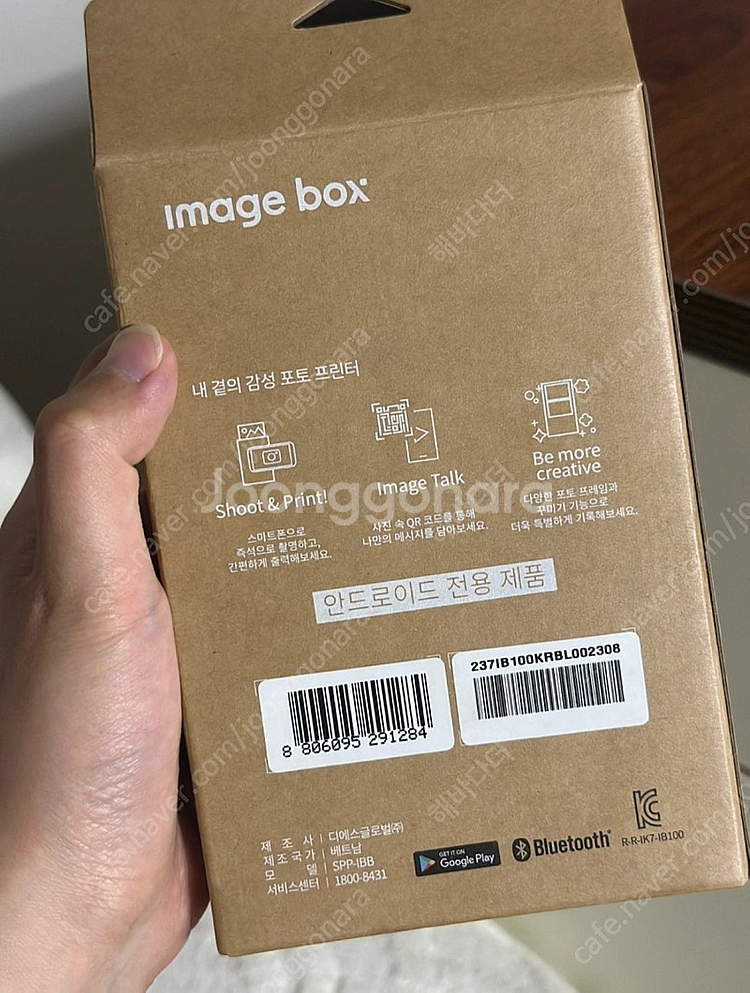 Image box
내 곁의 감성 포토 프린터
Shoot & Print!
스마트폰으로
즉석으로 촬영하고,
간편하게 출력해보세요.
Image Talk
사진 속 QR 코드를 통해
나만의 메시지를 담아보세요.
Be more
creative
다양한 포토 프레임과
꾸미기 기능으로
더욱 특별하게 기록해보세요.
Joonggonara
안드로이드 전용 제품
8 806095 291284
237IB100KRBL002308
제 조 사 | 디에스글로벌㈜
제조국가 | 베트남
모 델 | SPP-IBB
서비스센터 | 1800-8431
GET IT ON
Google Play
Bluetooth®
R-R-IK7-IB100
cafe.naver.com/joonggonara
해바디더